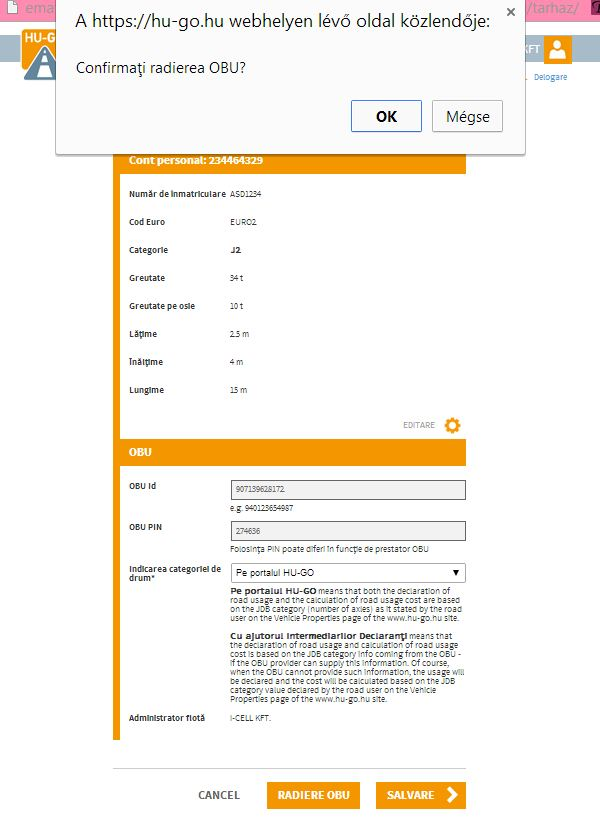 ema
/tarhaz/
A https://hu-go.hu webhelyen lévő oldal közlendője:
×
Confirmaţi radierea OBU?
OK
Mégse
HU-G
KFT
Delogare
Cont personal: 234464329
Număr de înmatriculare ASD1234
Cod Euro EURO2
Categorie J2
Greutate 34 t
Greutate pe osie 10 t
Lăţime 2.5 m
Înălţime 4 m
Lungime 15 m
EDITARE
OBU
OBU Id 907139628172
e.g. 940123654987
OBU PIN 274636
Folosinţa PIN poate diferi în funcţie de prestator OBU
Indicarea categoriei de
drum* Pe portalul HU-GO ▼
Pe portalul HU-GO means that both the declaration of
road usage and the calculation of road usage cost are based
on the JDB category (number of axles) as it stated by the road
user on the Vehicle Properties page of the www.hu-go.hu site.
Cu ajutorul Intermediarilor Declaranţi means that
the declaration of road usage and calculation of road usage
cost is based on the JDB category info coming from the OBU -
if the OBU provider can supply this information. Of course,
when the OBU cannot provide such information, the usage will
be declared and the cost will be calculated based on the JDB
category value declared by the road user on the Vehicle
Properties page of the www.hu-go.hu site.
Administrator flotă I-CELL KFT.
CANCEL
RADIERE OBU
SALVARE